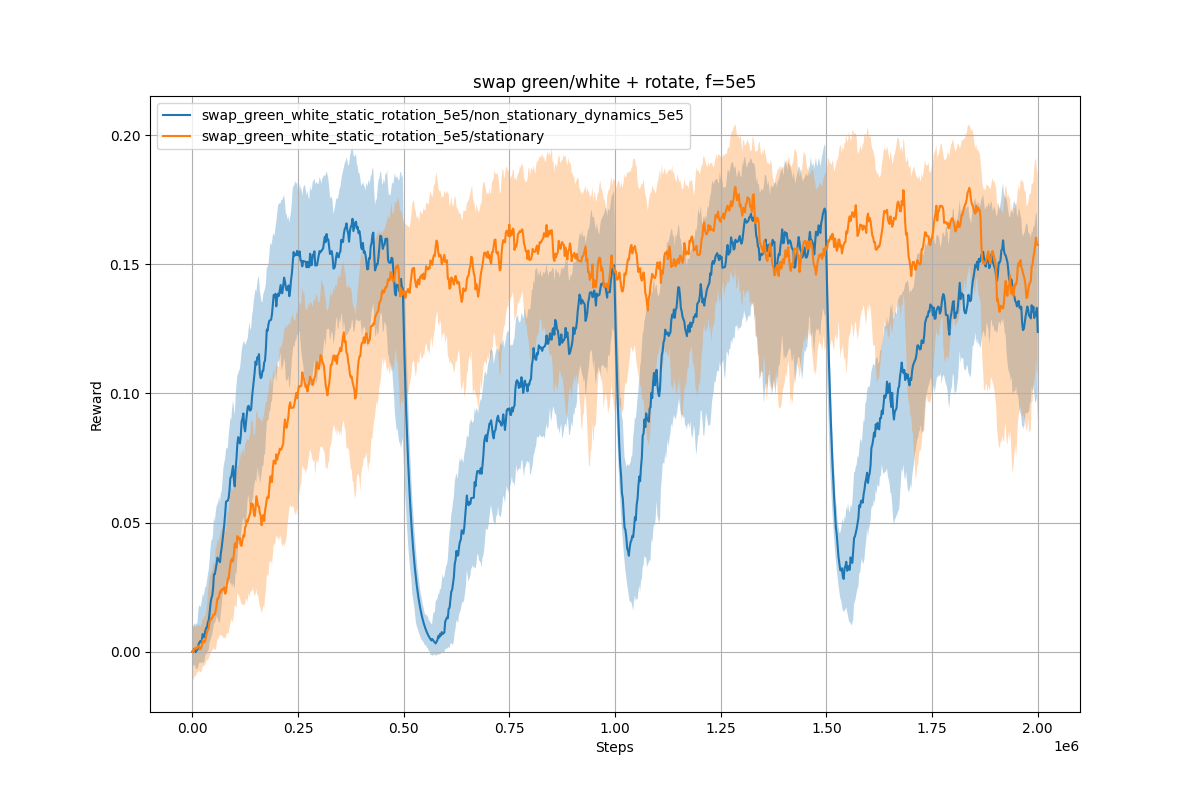 swap green/white + rotate, f=5e5
swap_green_white_static_rotation_5e5/non_stationary_dynamics_5e5
swap_green_white_static_rotation_5e5/stationary
0.20
0.15
0.10
0.05
0.00
Reward
0.00 0.25 0.50 0.75 1.00 1.25 1.50 1.75 2.00
1e6
Steps